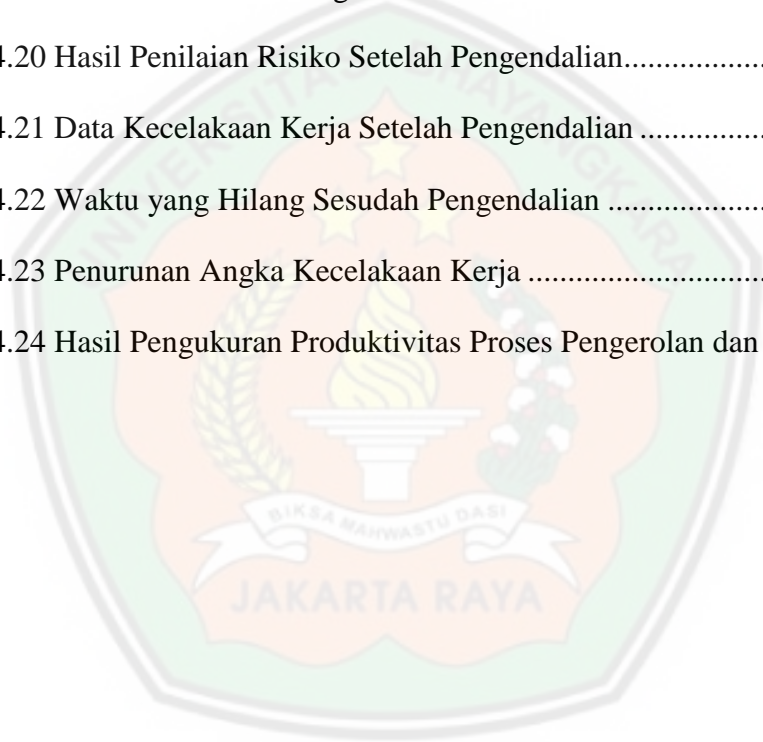 4.20 Hasil Penilaian Risiko Setelah Pengendalian..................
4.21 Data Kecelakaan Kerja Setelah Pengendalian ................
4.22 Waktu yang Hilang Sesudah Pengendalian ....................
4.23 Penurunan Angka Kecelakaan Kerja ..............................
4.24 Hasil Pengukuran Produktivitas Proses Pengerolan dan
UNIVERSITAS BHAYANGKARA
BIKSA MAHWASTU DASI
JAKARTA RAYA